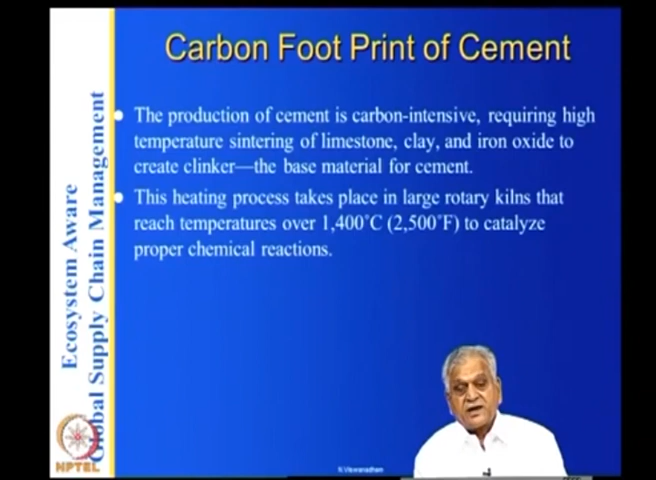 Carbon Foot Print of Cement
The production of cement is carbon-intensive, requiring high
temperature sintering of limestone, clay, and iron oxide to
create clinker—the base material for cement.
This heating process takes place in large rotary kilns that
reach temperatures over 1,400˚C (2,500˚F) to catalyze
proper chemical reactions.
Ecosystem Aware
Global Supply Chain Management
NPTEL
N.Viswanadham